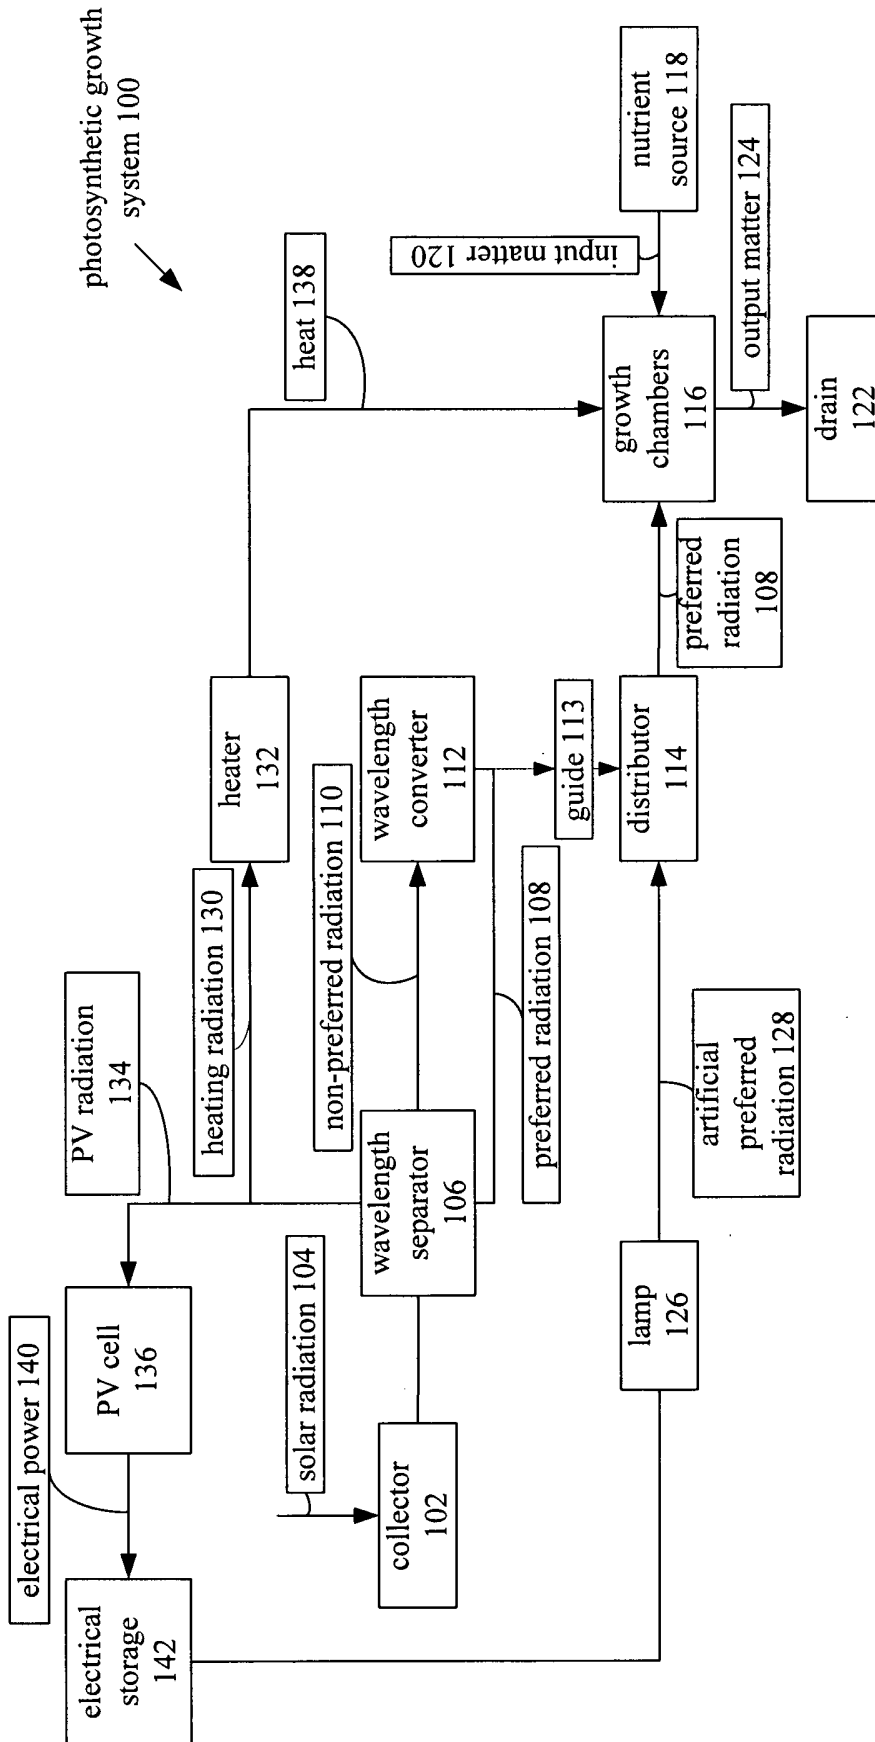 photosynthetic growth
system 100
electrical power 140
electrical
storage
142
PV cell
136
PV radiation
134
heating radiation 130
heater
132
heat 138
solar radiation 104
collector
102
wavelength
separator
106
non-preferred radiation 110
wavelength
converter
112
preferred radiation 108
guide 113
lamp
126
artificial
preferred
radiation 128
distributor
114
preferred
radiation
108
growth
chambers
116
input matter 120
nutrient
source 118
output matter 124
drain
122